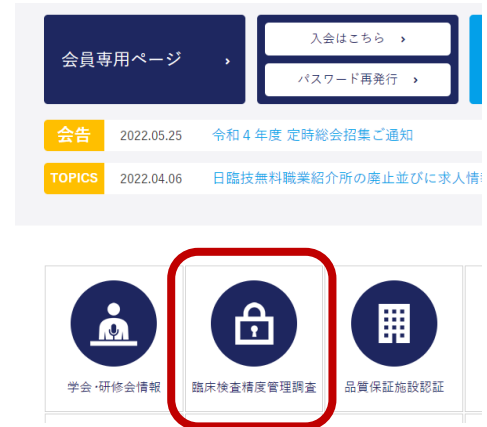 会員専用ページ ›
入会はこちら ›
パスワード再発行 ›
会告 2022.05.25 令和4年度 定時総会招集ご通知
TOPICS 2022.04.06 日臨技無料職業紹介所の廃止並びに求人情
学会・研修会情報
臨床検査精度管理調査
品質保証施設認証